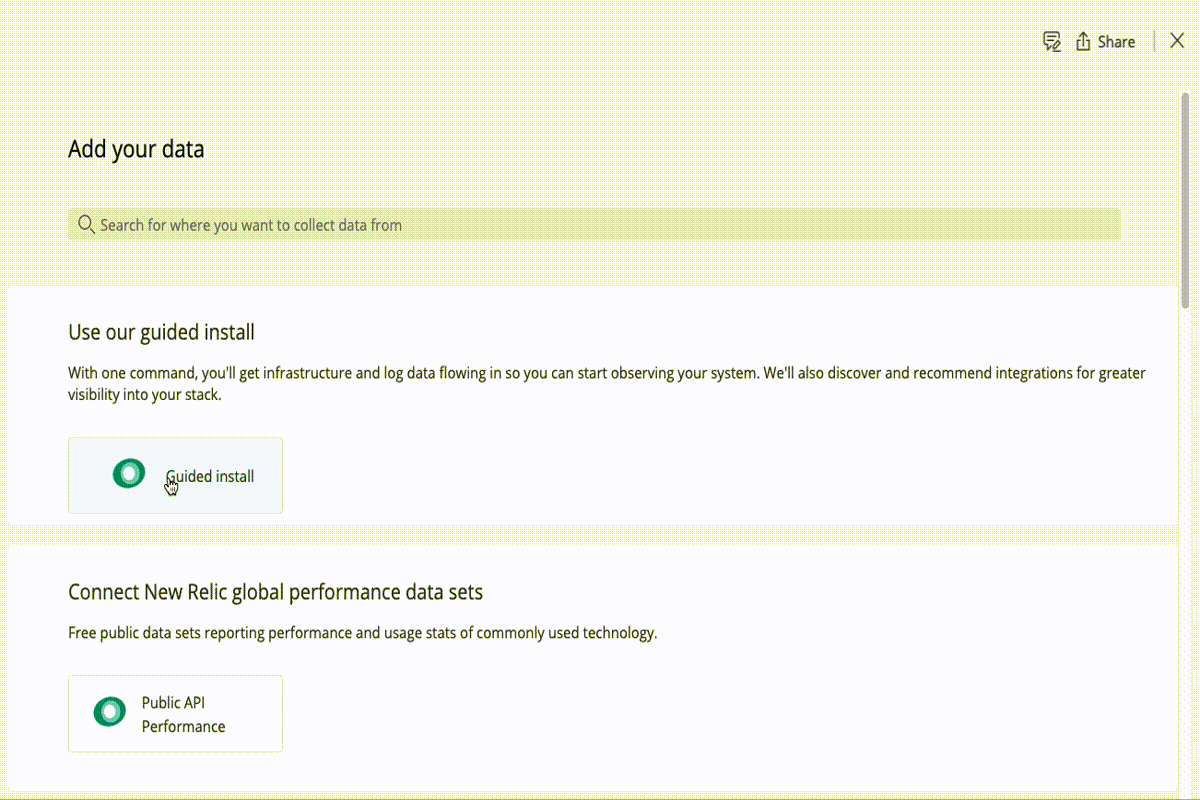 Share
Add your data
Search for where you want to collect data from
Use our guided install
With one command, you'll get infrastructure and log data flowing in so you can start observing your system. We'll also discover and recommend integrations for greater
visibility into your stack.
Guided install
Connect New Relic global performance data sets
Free public data sets reporting performance and usage stats of commonly used technology.
Public API
Performance